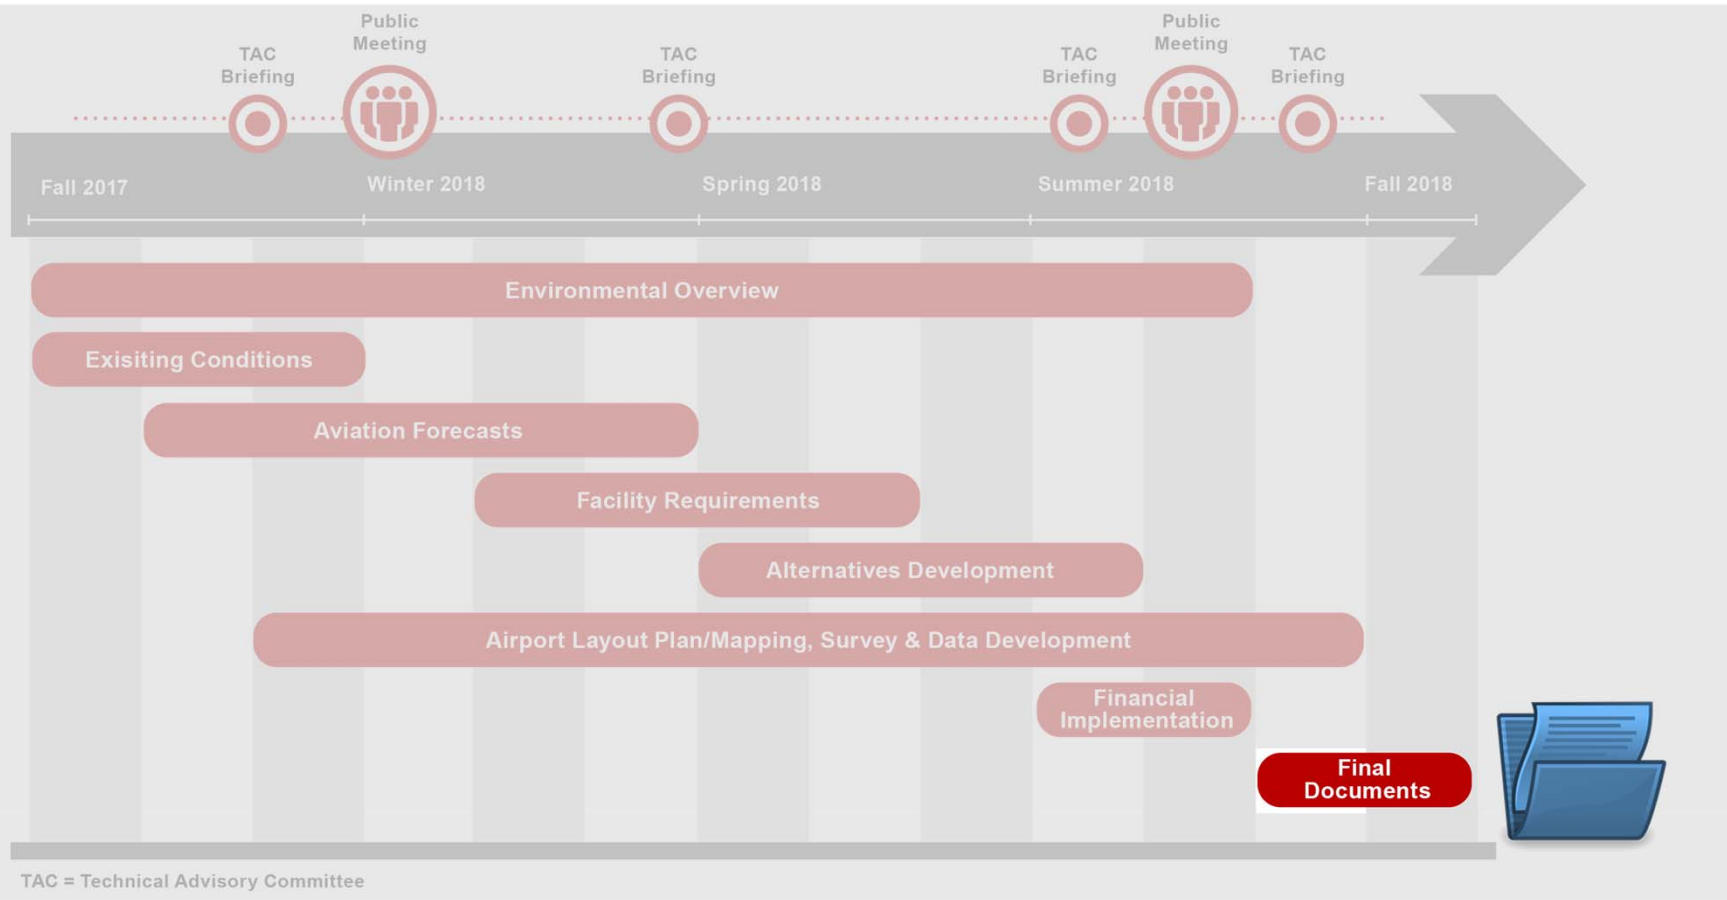 Public
Meeting
TAC
Briefing
TAC
Briefing
Public
Meeting
TAC
Briefing
TAC
Briefing
Fall 2017
Winter 2018
Spring 2018
Summer 2018
Fall 2018
Environmental Overview
Exisiting Conditions
Aviation Forecasts
Facility Requirements
Alternatives Development
Airport Layout Plan/Mapping, Survey & Data Development
Financial
Implementation
Final
Documents
TAC = Technical Advisory Committee